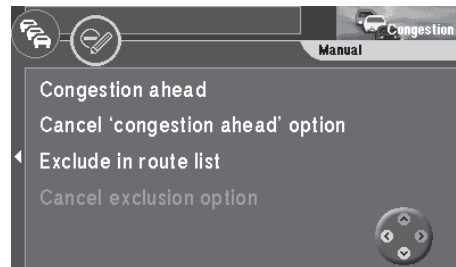 Congestion
Manual
Congestion ahead
Cancel ‘congestion ahead’ option
Exclude in route list
Cancel exclusion option